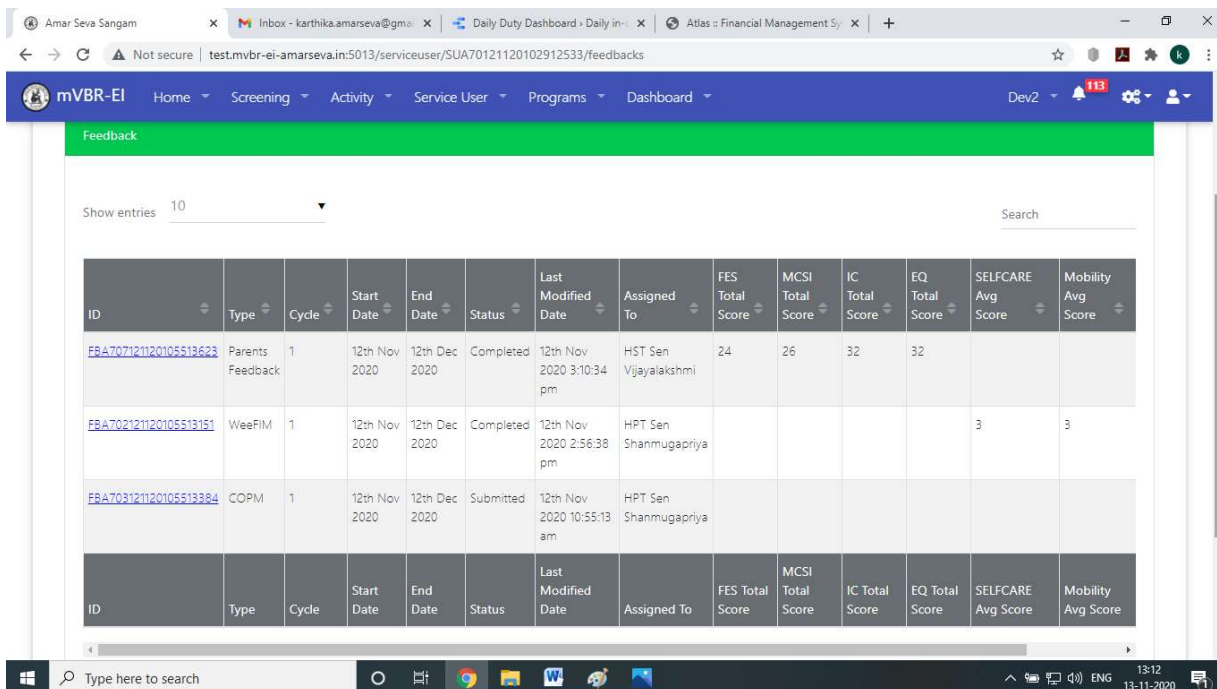 Amar Seva Sangam
Inbox - karthika.amarseva@gma
Daily Duty Dashboard › Daily in-c
Atlas :: Financial Management Sy
Not secure | test.mvbr-ei-amarseva.in:5013/serviceuser/SUA70121120102912533/feedbacks
k
mVBR-EI Home Screening Activity Service User Programs Dashboard Dev2 113
Feedback
Show entries 10
Search
ID Type Cycle Start Date End Date Status Last Modified Date Assigned To FES Total Score MCSI Total Score IC Total Score EQ Total Score SELFCARE Avg Score Mobility Avg Score
FBA707121120105513623 Parents Feedback 1 12th Nov 2020 12th Dec 2020 Completed 12th Nov 2020 3:10:34 pm HST Sen Vijayalakshmi 24 26 32 32
FBA702121120105513151 WeeFIM 1 12th Nov 2020 12th Dec 2020 Completed 12th Nov 2020 2:56:38 pm HPT Sen Shanmugapriya 3 3
FBA703121120105513384 COPM 1 12th Nov 2020 12th Dec 2020 Submitted 12th Nov 2020 10:55:13 am HPT Sen Shanmugapriya
ID Type Cycle Start Date End Date Status Last Modified Date Assigned To FES Total Score MCSI Total Score IC Total Score EQ Total Score SELFCARE Avg Score Mobility Avg Score
Type here to search
ENG
13:12
13-11-2020